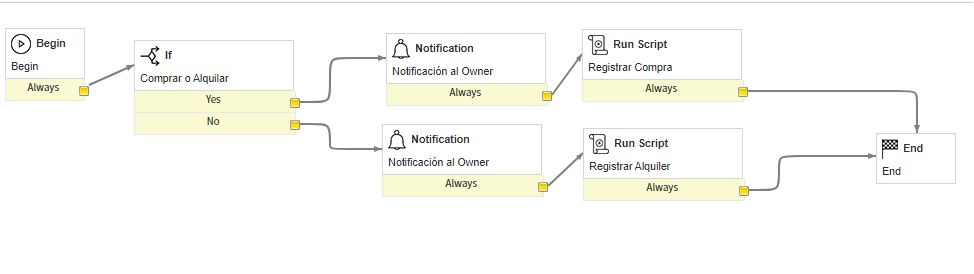 Begin
Begin
Always
If
Comprar o Alquilar
Yes
No
Notification
Notificación al Owner
Always
Run Script
Registrar Compra
Always
Notification
Notificación al Owner
Always
Run Script
Registrar Alquiler
Always
End
End